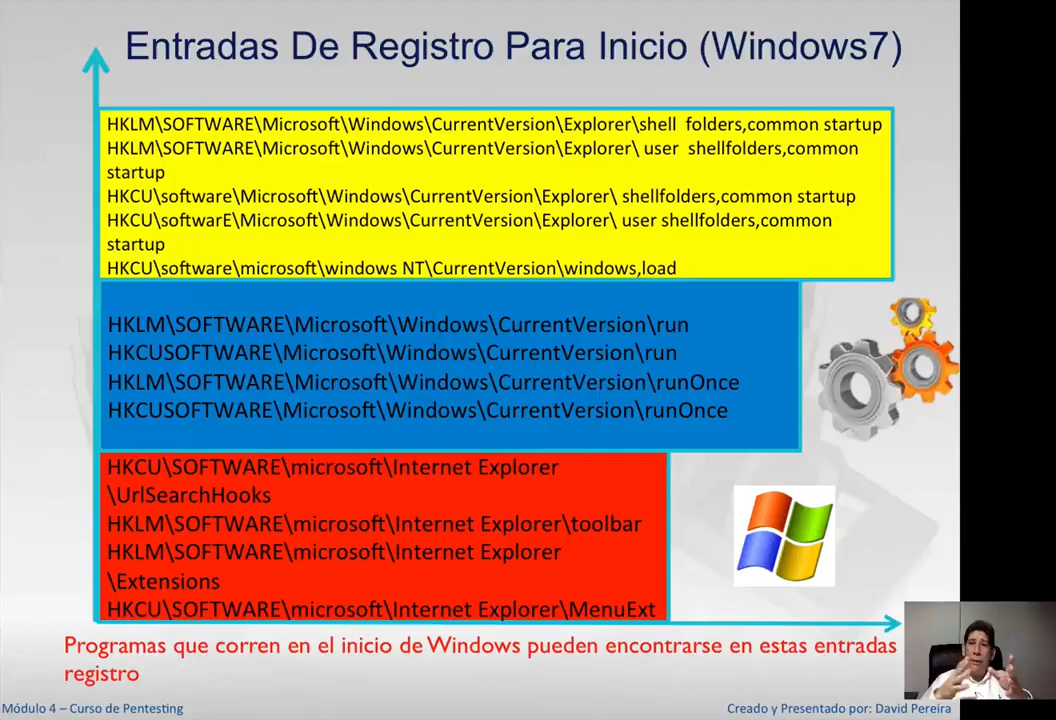 Entradas De Registro Para Inicio (Windows7)
HKLM\SOFTWARE\Microsoft\Windows\CurrentVersion\Explorer\shell folders,common startup
HKLM\SOFTWARE\Microsoft\Windows\CurrentVersion\Explorer\ user shellfolders,common
startup
HKCU\software\Microsoft\Windows\CurrentVersion\Explorer\ shellfolders,common startup
HKCU\softwarE\Microsoft\Windows\CurrentVersion\Explorer\ user shellfolders,common
startup
HKCU\software\microsoft\windows NT\CurrentVersion\windows,load
HKLM\SOFTWARE\Microsoft\Windows\CurrentVersion\run
HKCUSOFTWARE\Microsoft\Windows\CurrentVersion\run
HKLM\SOFTWARE\Microsoft\Windows\CurrentVersion\runOnce
HKCUSOFTWARE\Microsoft\Windows\CurrentVersion\runOnce
HKCU\SOFTWARE\microsoft\Internet Explorer
\UrlSearchHooks
HKLM\SOFTWARE\microsoft\Internet Explorer\toolbar
HKLM\SOFTWARE\microsoft\Internet Explorer
\Extensions
HKCU\SOFTWARE\microsoft\Internet Explorer\MenuExt
Programas que corren en el inicio de Windows pueden encontrarse en estas entradas
registro
Módulo 4 – Curso de Pentesting
Creado y Presentado por: David Pereira